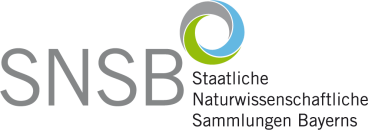 SNSB
Staatliche
Naturwissenschaftliche
Sammlungen Bayerns